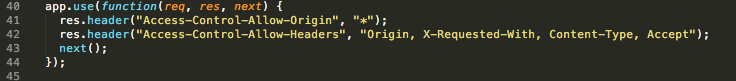 40 app.use(function(req, res, next) {
41 res.header("Access-Control-Allow-Origin", "*");
42 res.header("Access-Control-Allow-Headers", "Origin, X-Requested-With, Content-Type, Accept");
43 next();
44 });
45